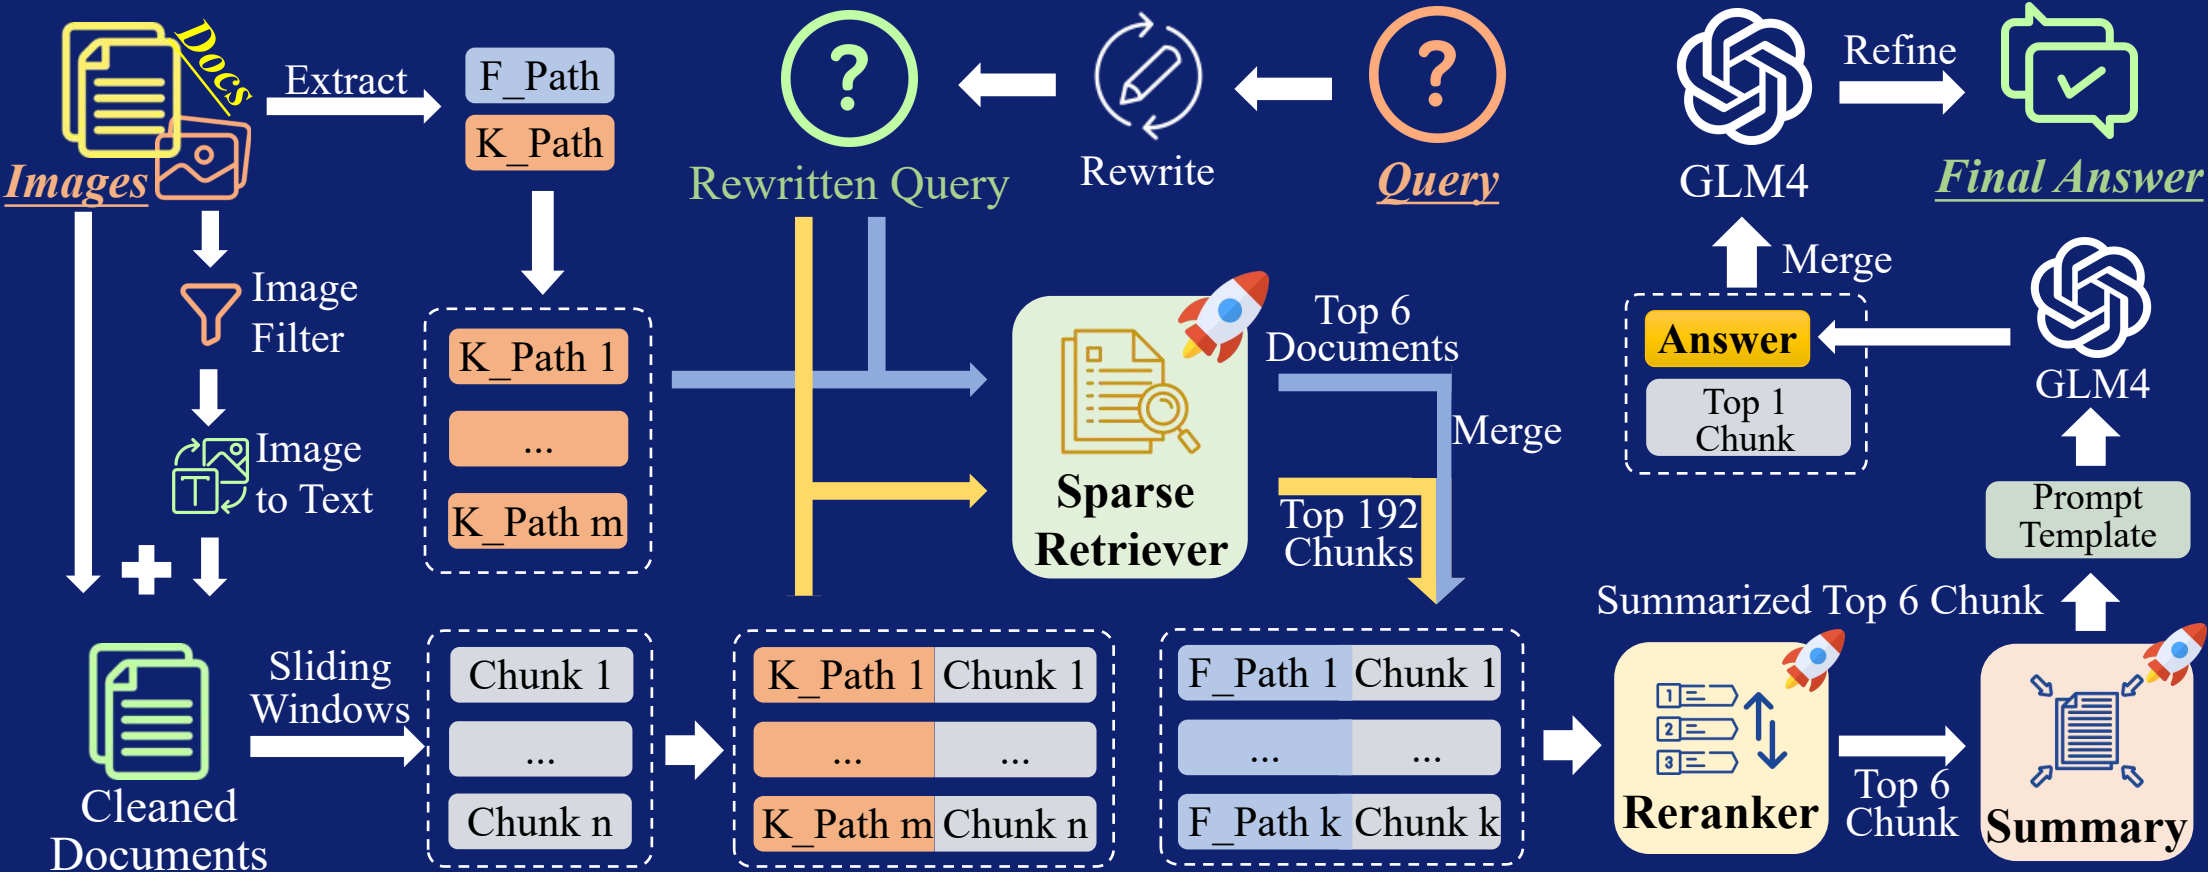 Docs
Images
Extract
F_Path
K_Path
Rewritten Query
Rewrite
Query
GLM4
Refine
Final Answer
Image
Filter
Image
to Text
K_Path 1
...
K_Path m
Sparse
Retriever
Top 6
Documents
Merge
Top 192
Chunks
Merge
Answer
Top 1
Chunk
GLM4
Prompt
Template
Summarized Top 6 Chunk
Cleaned
Documents
Sliding
Windows
Chunk 1
...
Chunk n
K_Path 1 Chunk 1
... ...
K_Path m Chunk n
F_Path 1 Chunk 1
... ...
F_Path k Chunk k
1
2
3
Reranker
Top 6
Chunk
Summary
T